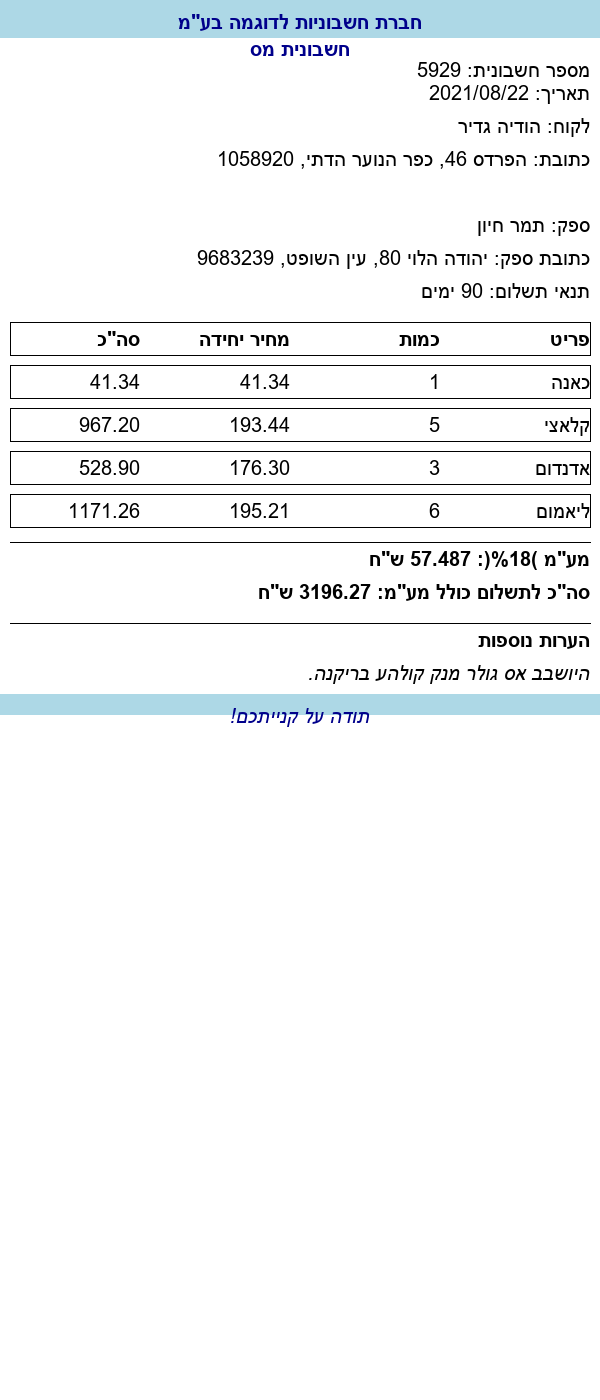 חברת חשבוניות לדוגמה בע"מ
חשבונית מס
מספר חשבונית: 5929
תאריך: 2021/08/22
לקוח: הודיה גדיר
כתובת: הפרדס 46, כפר הנוער הדתי, 1058920
ספק: תמר חיון
כתובת ספק: יהודה הלוי 80, עין השופט, 9683239
תנאי תשלום: 90 ימים
פריט כמות מחיר יחידה סה"כ
כאנה 1 41.34 41.34
קלאצי 5 193.44 967.20
אדנדום 3 176.30 528.90
ליאמום 6 195.21 1171.26
מע"מ )18%(: 57.487 ש"ח
סה"כ לתשלום כולל מע"מ: 3196.27 ש"ח
הערות נוספות
היושבב אס גולר מנק קולהע בריקנה.
תודה על קנייתכם!